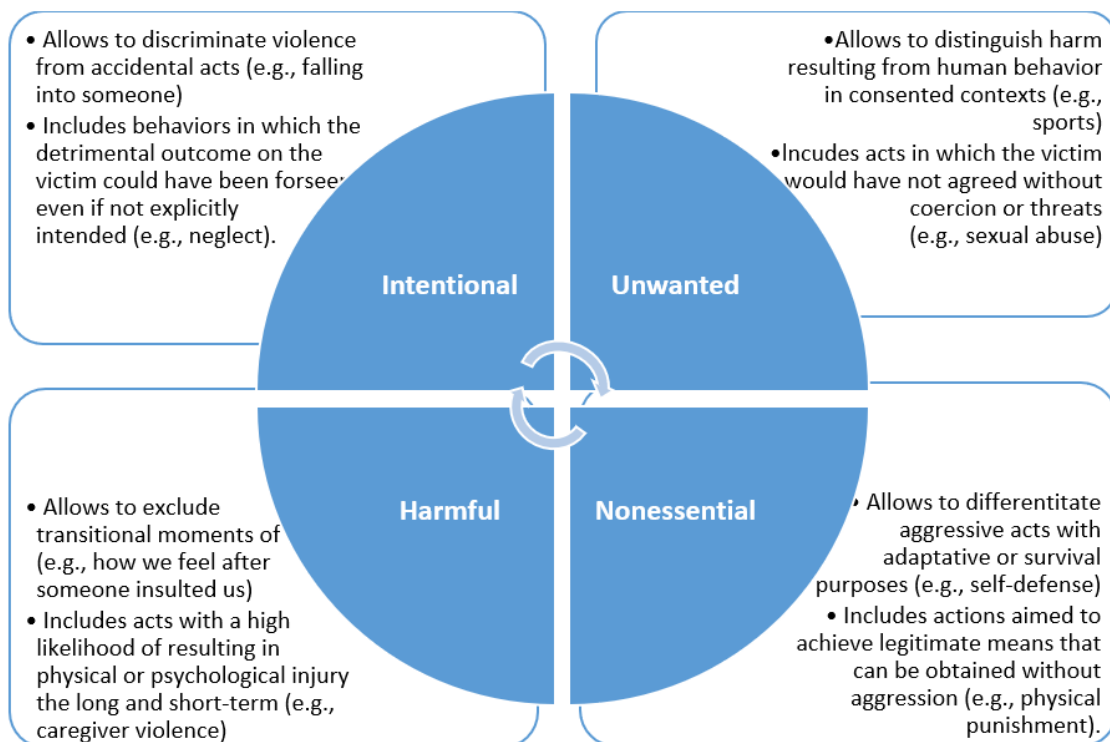 • Allows to discriminate violence
from accidental acts (e.g., falling
into someone)
• Includes behaviors in which the
detrimental outcome on the
victim could have been forseen
even if not explicitly
intended (e.g., neglect).
•Allows to distinguish harm
resulting from human behavior
in consented contexts (e.g.,
sports)
•Incudes acts in which the victim
would have not agreed without
coercion or threats
(e.g., sexual abuse)
Intentional
Unwanted
Harmful
Nonessential
• Allows to exclude
transitional moments of
(e.g., how we feel after
someone insulted us)
• Includes acts with a high
likelihood of resulting in
physical or psychological injury
the long and short-term (e.g.,
caregiver violence)
• Allows to differentitate
aggressive acts with
adaptative or survival
purposes (e.g., self-defense)
• Includes actions aimed to
achieve legitimate means that
can be obtained without
aggression (e.g., physical
punishment).